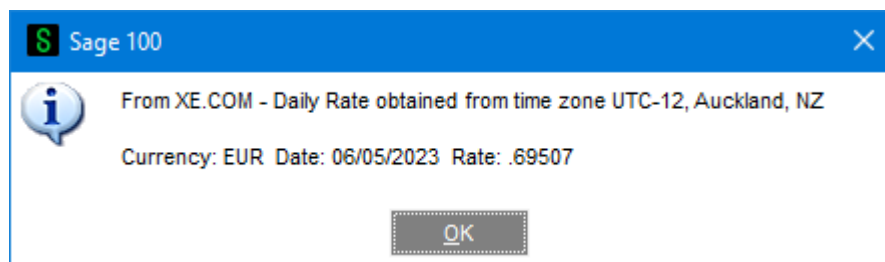 S Sage 100
From XE.COM - Daily Rate obtained from time zone UTC-12, Auckland, NZ
Currency: EUR Date: 06/05/2023 Rate: .69507
OK